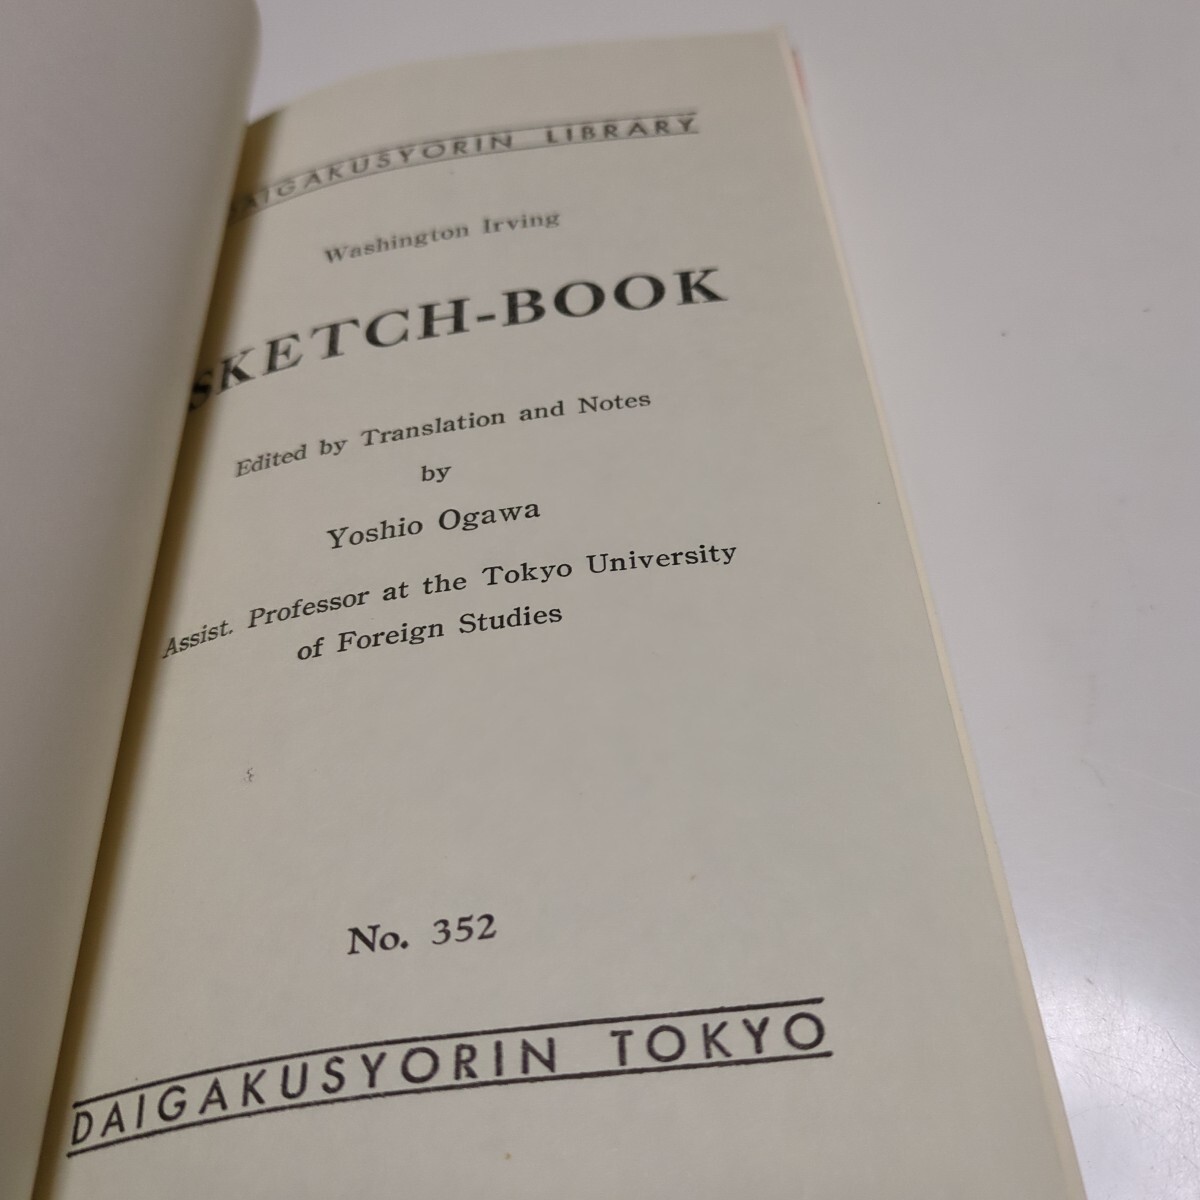 DAIGAKUSYORIN LIBRARY
Washington Irving
SKETCH-BOOK
Edited by Translation and Notes
by
Yoshio Ogawa
Assist. Professor at the Tokyo University
of Foreign Studies
No. 352
DAIGAKUSYORIN TOKYO